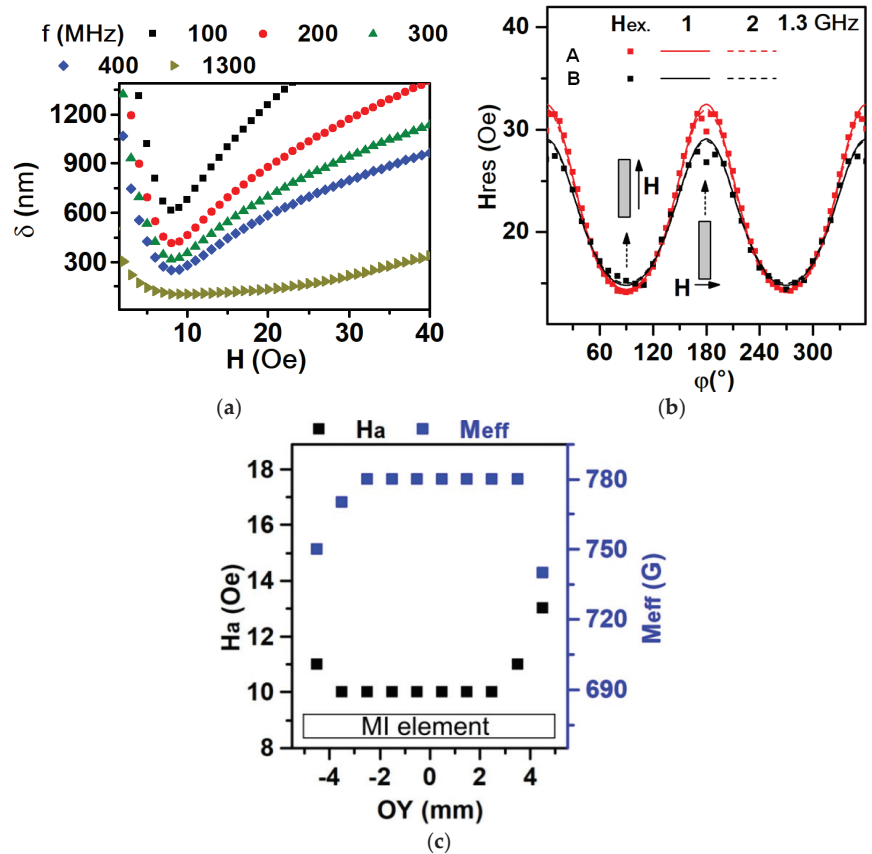 f (MHz) 100 200 300
400 1300
1200
900
600
300
δ (nm)
10 20 30 40
H (Oe)
(a)
Hex. 1 2 1.3 GHz
A
B
40
30
20
Hres (Oe)
H
H
60 120 180 240 300
φ(°)
(b)
Ha Meff
18
16
14
12
10
8
Ha (Oe)
780
750
720
690
Meff (G)
MI element
-4 -2 0 2 4
OY (mm)
(c)